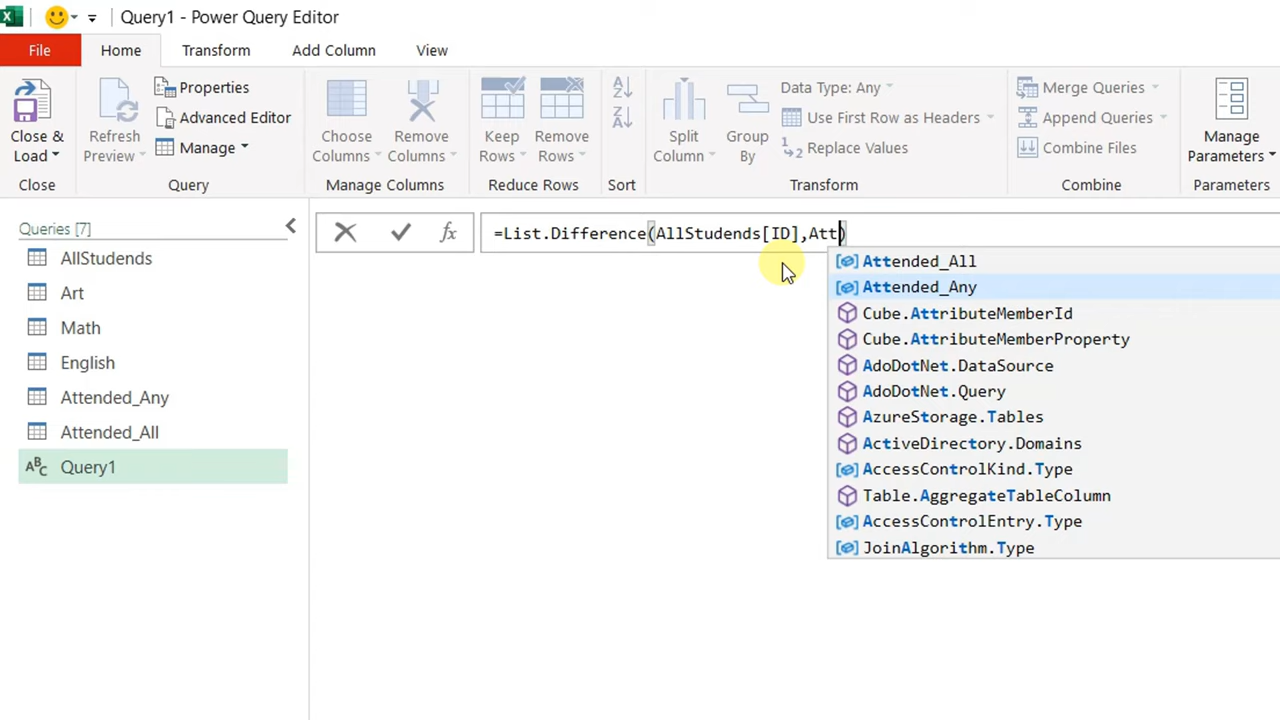 Query1 - Power Query Editor
File Home Transform Add Column View
Close & Load
Close
Refresh Preview
Properties
Advanced Editor
Manage
Query
Choose Columns
Remove Columns
Manage Columns
Keep Rows
Remove Rows
Reduce Rows
Sort
Split Column
Group By
Data Type: Any
Use First Row as Headers
Replace Values
Transform
Merge Queries
Append Queries
Combine Files
Combine
Manage Parameters
Parameters
Queries [7]
AllStudends
Art
Math
English
Attended_Any
Attended_All
Query1
fx
=List.Difference(AllStudends[ID],Att)
Attended_All
Attended_Any
Cube.AttributeMemberId
Cube.AttributeMemberProperty
AdoDotNet.DataSource
AdoDotNet.Query
AzureStorage.Tables
ActiveDirectory.Domains
AccessControlKind.Type
Table.AggregateTableColumn
AccessControlEntry.Type
JoinAlgorithm.Type